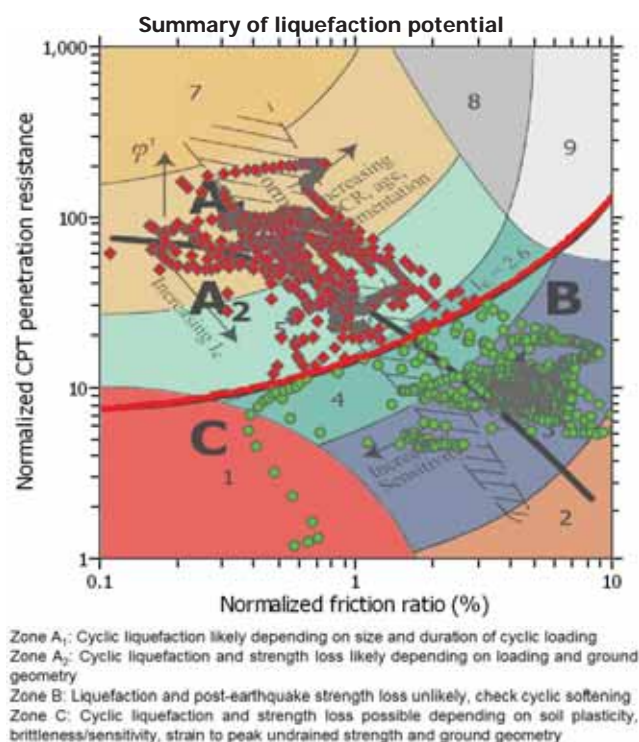 Summary of liquefaction potential
1,000
7
8
9
φ'
Increasing
OCR, age,
cementation
100
A1
A2
Increasing Ic
Ic = 2.6
B
5
10
4
3
C
Increasing
Sensitivity
1
2
1
0.1
1
10
Normalized CPT penetration resistance
Normalized friction ratio (%)
Zone A1: Cyclic liquefaction likely depending on size and duration of cyclic loading
Zone A2: Cyclic liquefaction and strength loss likely depending on loading and ground
geometry
Zone B: Liquefaction and post-earthquake strength loss unlikely, check cyclic softening
Zone C: Cyclic liquefaction and strength loss possible depending on soil plasticity,
brittleness/sensitivity, strain to peak undrained strength and ground geometry